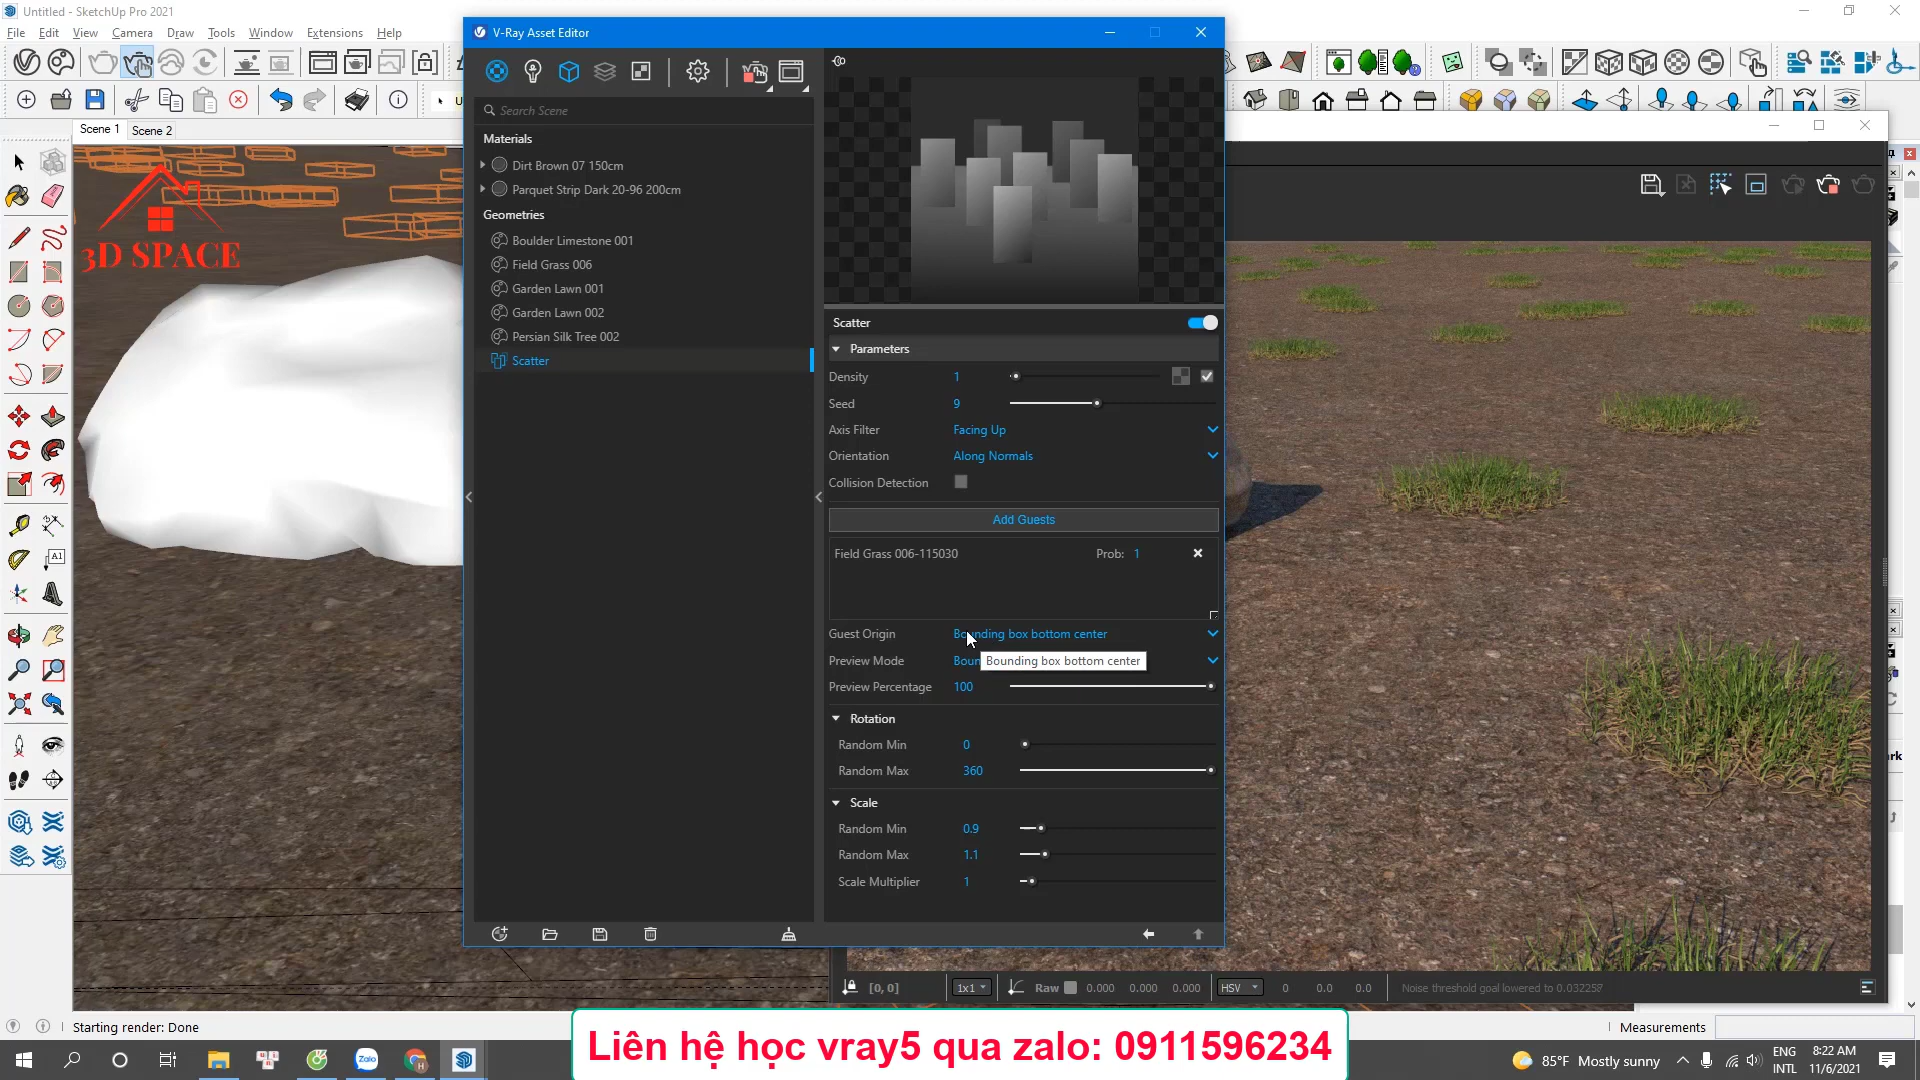 Untitled - SketchUp Pro 2021
File Edit View Camera Draw Tools Window Extensions Help
Scene 1 Scene 2
3D SPACE
A1
V-Ray Asset Editor
Search Scene
Materials
Dirt Brown 07 150cm
Parquet Strip Dark 20-96 200cm
Geometries
Boulder Limestone 001
Field Grass 006
Garden Lawn 001
Garden Lawn 002
Persian Silk Tree 002
Scatter
Scatter
Parameters
Density 1
Seed 9
Axis Filter Facing Up
Orientation Along Normals
Collision Detection
Add Guests
Field Grass 006-115030 Prob: 1
Guest Origin Bounding box bottom center
Preview Mode Boun
Bounding box bottom center
Preview Percentage 100
Rotation
Random Min 0
Random Max 360
Scale
Random Min 0.9
Random Max 1.1
Scale Multiplier 1
[0, 0] 1x1 Raw 0.000 0.000 0.000 HSV 0 0.0 0.0 Noise threshold goal lowered to 0.032258
Starting render: Done
Measurements
Liên hệ học vray5 qua zalo: 0911596234
Zalo
85°F Mostly sunny
ENG
INTL
8:22 AM
11/6/2021